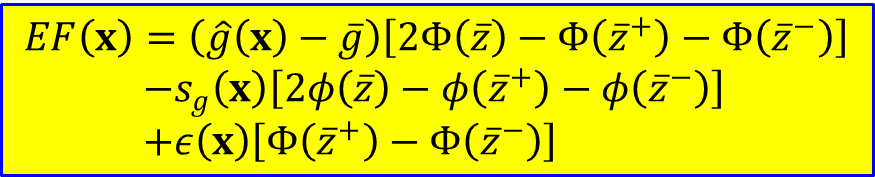 𝐸𝐹(𝐱) = (ĝ(𝐱) − ḡ)[2Φ(z̄) − Φ(z̄⁺) − Φ(z̄⁻)]
−s_g(𝐱)[2ϕ(z̄) − ϕ(z̄⁺) − ϕ(z̄⁻)]
+ϵ(𝐱)[Φ(z̄⁺) − Φ(z̄⁻)]